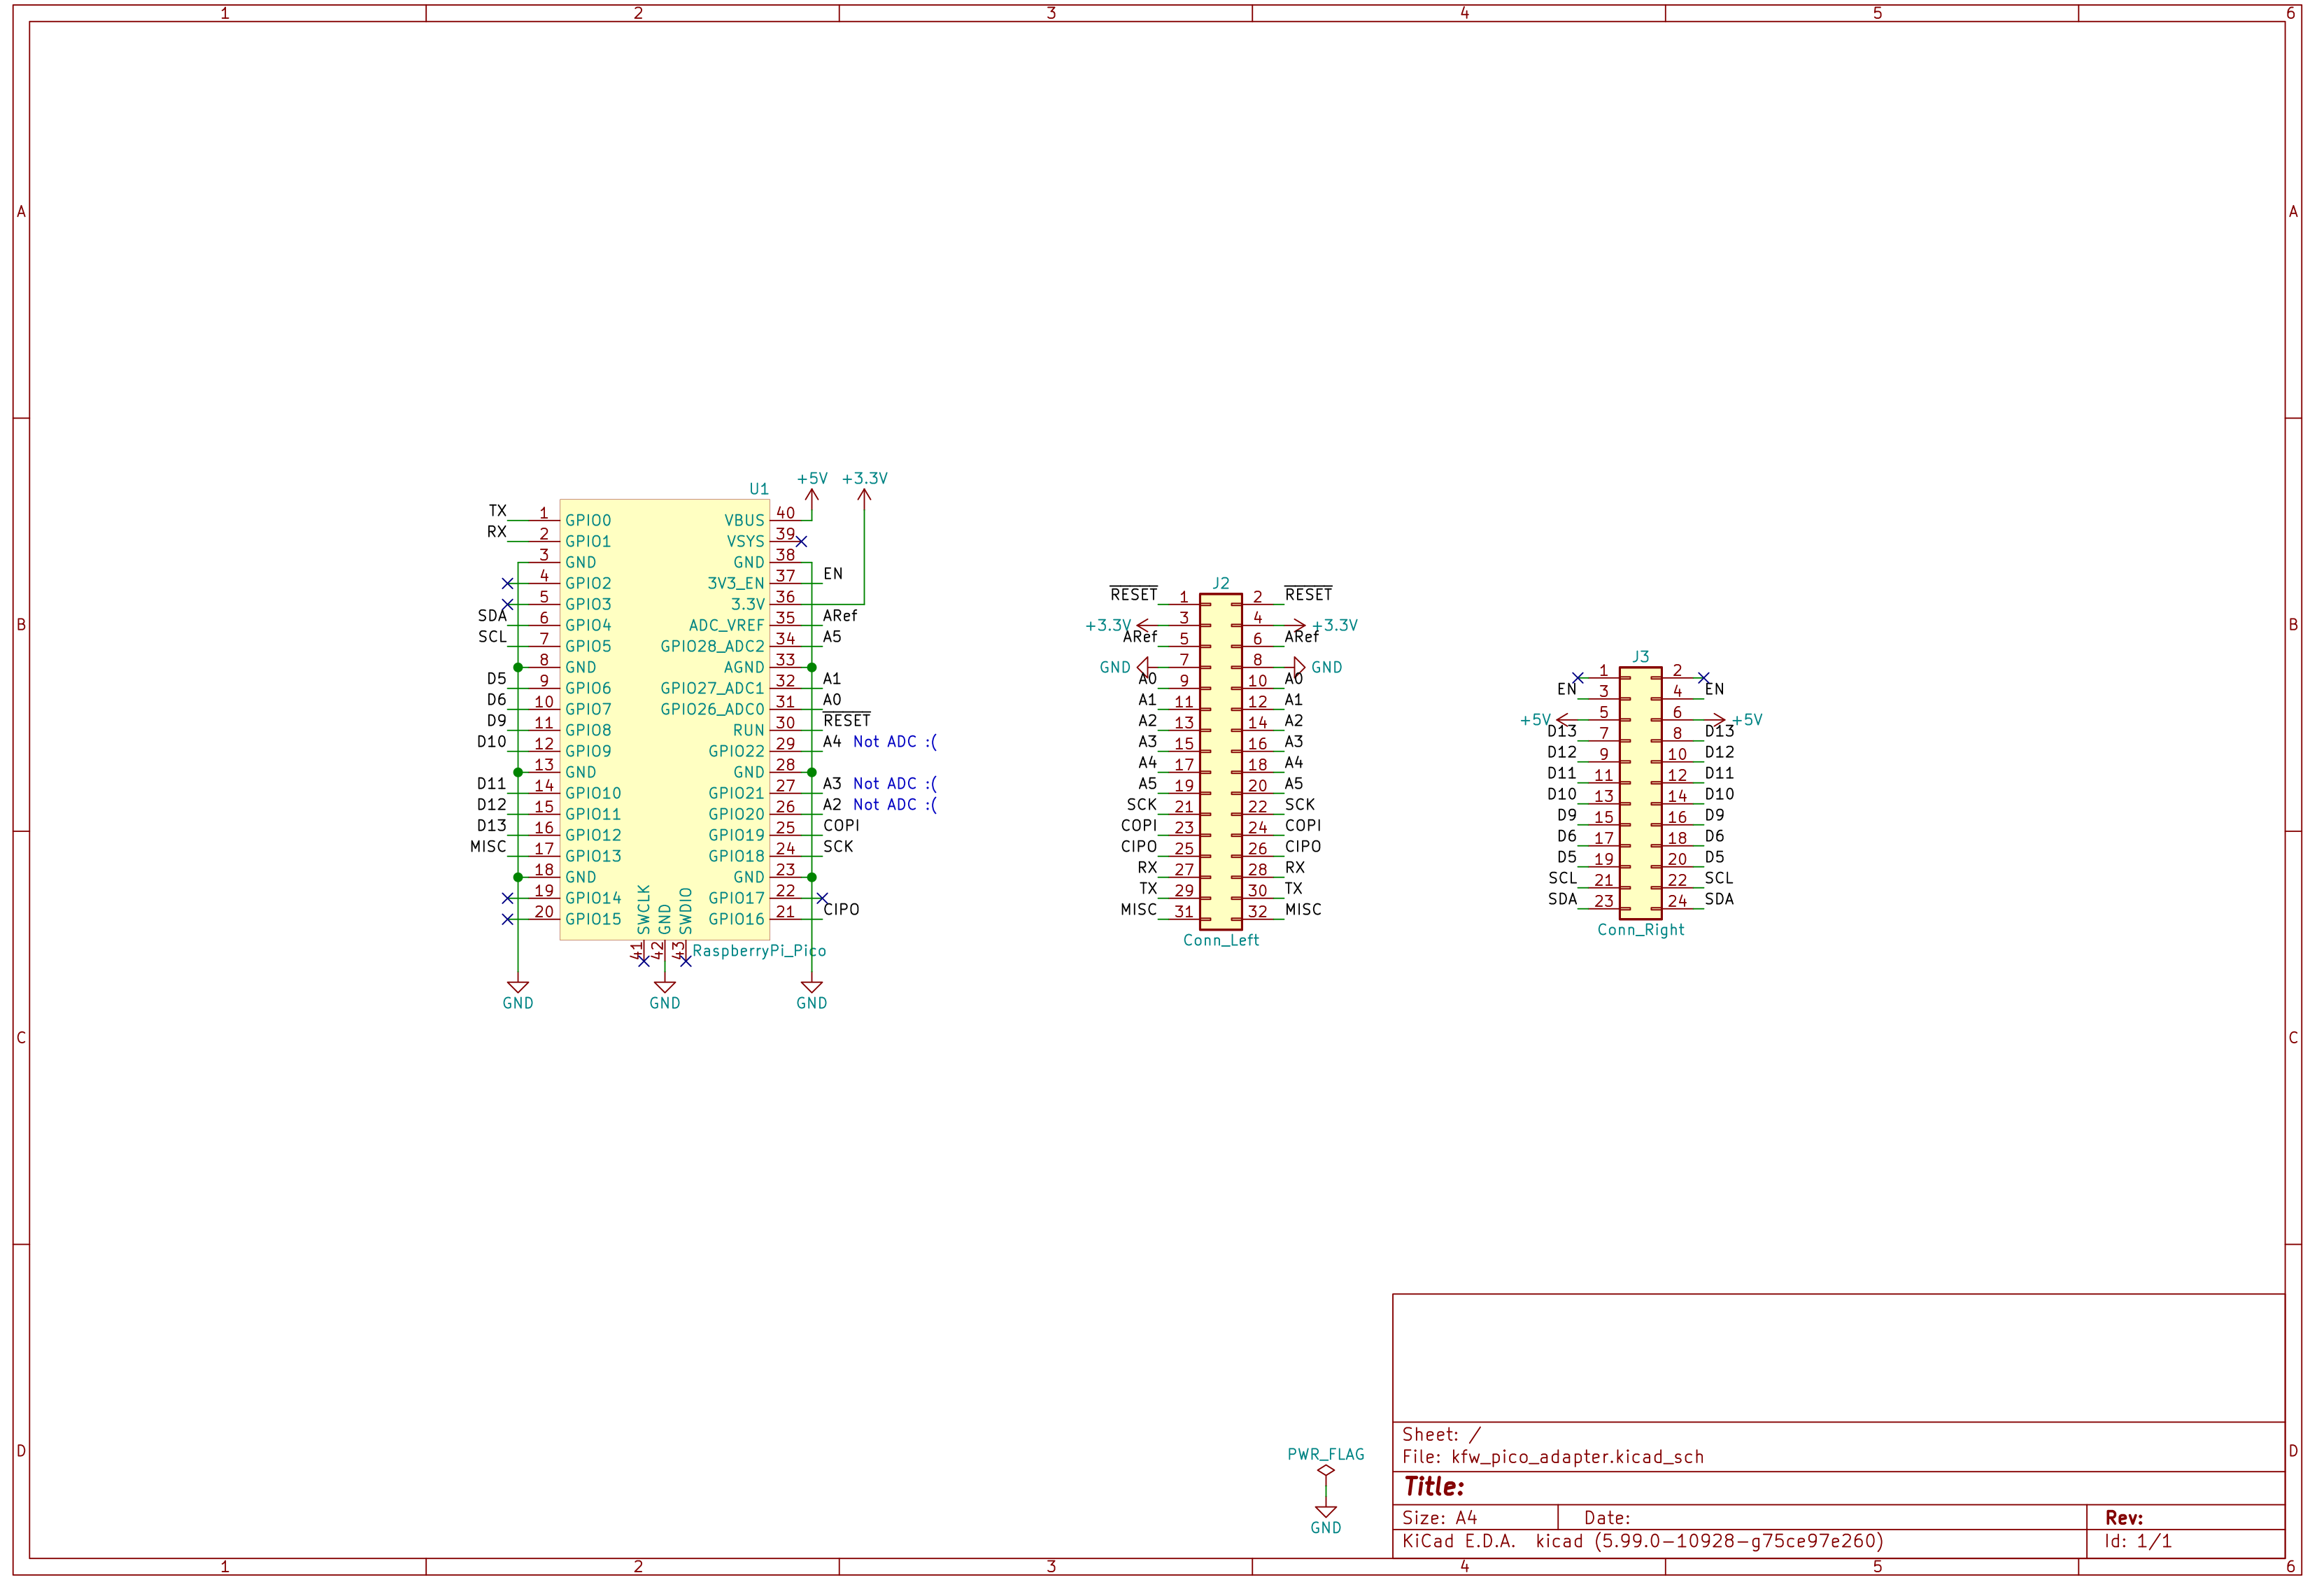 1 2 3 4 5 6
A A
B B
C C
D D
U1
+5V +3.3V
TX 1 GPIO0 VBUS 40
RX 2 GPIO1 VSYS 39
3 GND GND 38
4 GPIO2 3V3_EN 37 EN
5 GPIO3 3.3V 36
SDA 6 GPIO4 ADC_VREF 35 ARef
SCL 7 GPIO5 GPIO28_ADC2 34 A5
8 GND AGND 33
D5 9 GPIO6 GPIO27_ADC1 32 A1
D6 10 GPIO7 GPIO26_ADC0 31 A0
D9 11 GPIO8 RUN 30 RESET
D10 12 GPIO9 GPIO22 29 A4 Not ADC :(
13 GND GND 28
D11 14 GPIO10 GPIO21 27 A3 Not ADC :(
D12 15 GPIO11 GPIO20 26 A2 Not ADC :(
D13 16 GPIO12 GPIO19 25 COPI
MISC 17 GPIO13 GPIO18 24 SCK
18 GND GND 23
19 GPIO14 GPIO17 22
20 GPIO15 GPIO16 21 CIPO
SWCLK GND SWDIO
41 42 43
RaspberryPi_Pico
GND GND GND
J2
RESET 1 2 RESET
+3.3V 3 4 +3.3V
ARef 5 6 ARef
GND 7 8 GND
A0 9 10 A0
A1 11 12 A1
A2 13 14 A2
A3 15 16 A3
A4 17 18 A4
A5 19 20 A5
SCK 21 22 SCK
COPI 23 24 COPI
CIPO 25 26 CIPO
RX 27 28 RX
TX 29 30 TX
MISC 31 32 MISC
Conn_Left
J3
1 2
EN 3 4 EN
+5V 5 6 +5V
D13 7 8 D13
D12 9 10 D12
D11 11 12 D11
D10 13 14 D10
D9 15 16 D9
D6 17 18 D6
D5 19 20 D5
SCL 21 22 SCL
SDA 23 24 SDA
Conn_Right
PWR_FLAG
GND
Sheet: /
File: kfw_pico_adapter.kicad_sch
Title:
Size: A4 Date: Rev:
KiCad E.D.A. kicad (5.99.0-10928-g75ce97e260) Id: 1/1
1 2 3 4 5 6